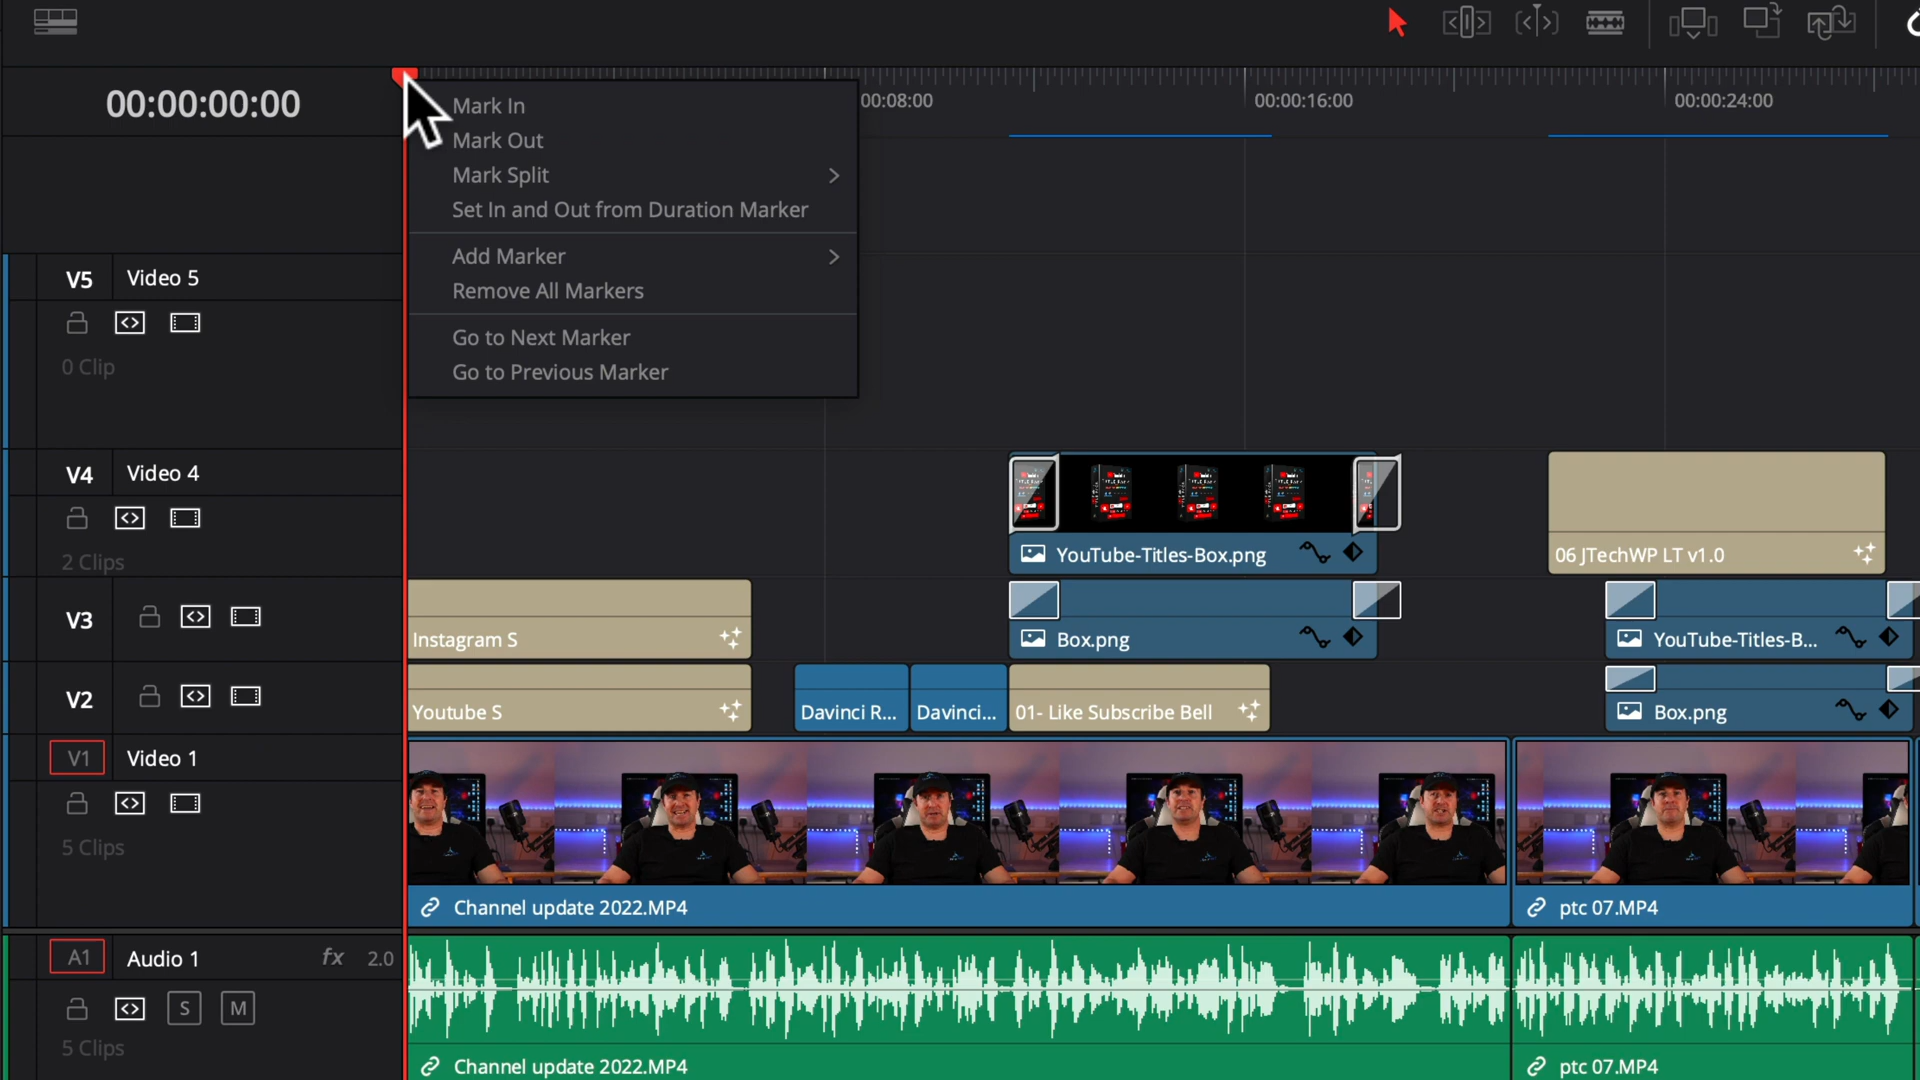 00:00:00:00
00:00:08:00
00:00:16:00
00:00:24:00
Mark In
Mark Out
Mark Split
Set In and Out from Duration Marker
Add Marker
Remove All Markers
Go to Next Marker
Go to Previous Marker
V5 Video 5
0 Clip
V4 Video 4
2 Clips
YouTube-Titles-Box.png
06 JTechWP LT v1.0
V3
Instagram S
Box.png
YouTube-Titles-B...
V2
Youtube S
Davinci R...
Davinci...
01- Like Subscribe Bell
Box.png
V1 Video 1
5 Clips
Channel update 2022.MP4
ptc 07.MP4
A1 Audio 1 fx 2.0
S M
5 Clips
Channel update 2022.MP4
ptc 07.MP4